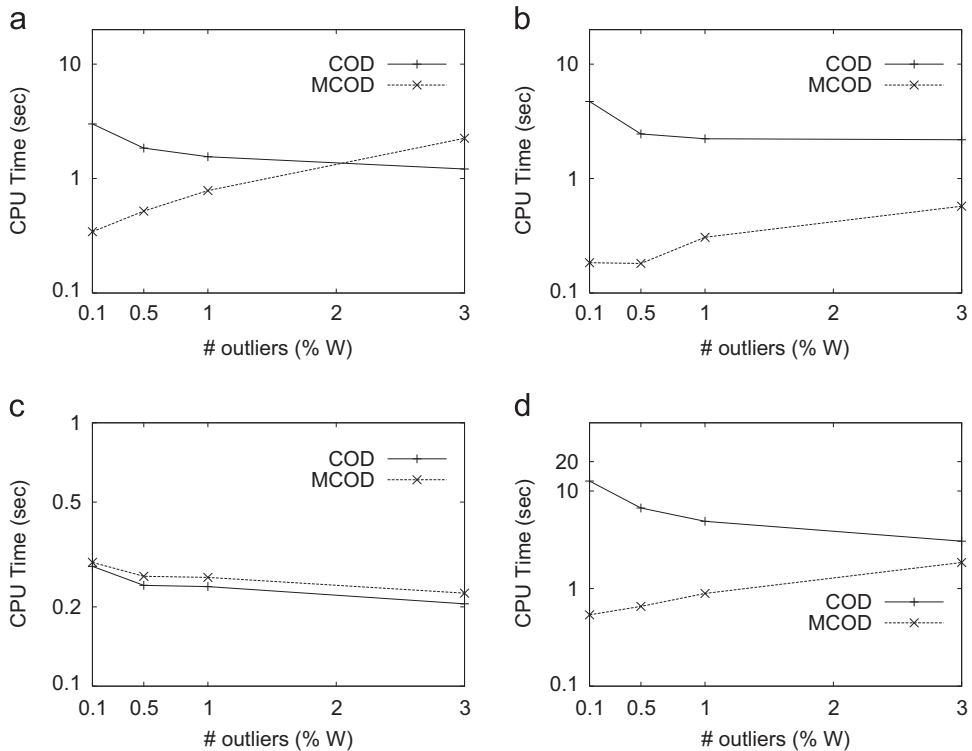 a
CPU Time (sec)
10
1
0.1
COD
MCOD
0.1 0.5 1 2 3
# outliers (% W)
b
CPU Time (sec)
10
1
0.1
COD
MCOD
0.1 0.5 1 2 3
# outliers (% W)
c
CPU Time (sec)
1
0.5
0.2
0.1
COD
MCOD
0.1 0.5 1 2 3
# outliers (% W)
d
CPU Time (sec)
20
10
1
0.1
COD
MCOD
0.1 0.5 1 2 3
# outliers (% W)